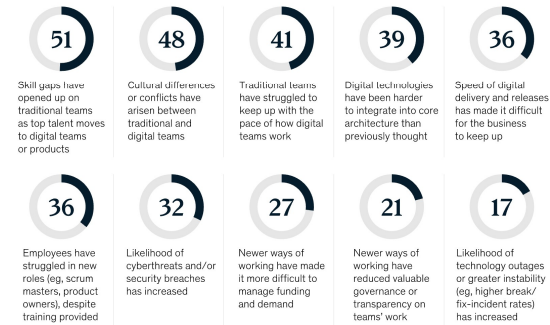 51
48
41
39
36
Skill gaps have
opened up on
traditional teams
as top talent moves
to digital teams
or products
Cultural differences
or conflicts have
arisen between
traditional and
digital teams
Traditional teams
have struggled to
keep up with the
pace of how digital
teams work
Digital technologies
have been harder
to integrate into core
architecture than
previously thought
Speed of digital
delivery and releases
has made it difficult
for the business
to keep up
36
32
27
21
17
Employees have
struggled in new
roles (eg, scrum
masters, product
owners), despite
training provided
Likelihood of
cyberthreats and/or
security breaches
has increased
Newer ways of
working have made
it more difficult to
manage funding
and demand
Newer ways of
working have
reduced valuable
governance or
transparency on
teams' work
Likelihood of
technology outages
or greater instability
(eg, higher break/
fix-incident rates)
has increased